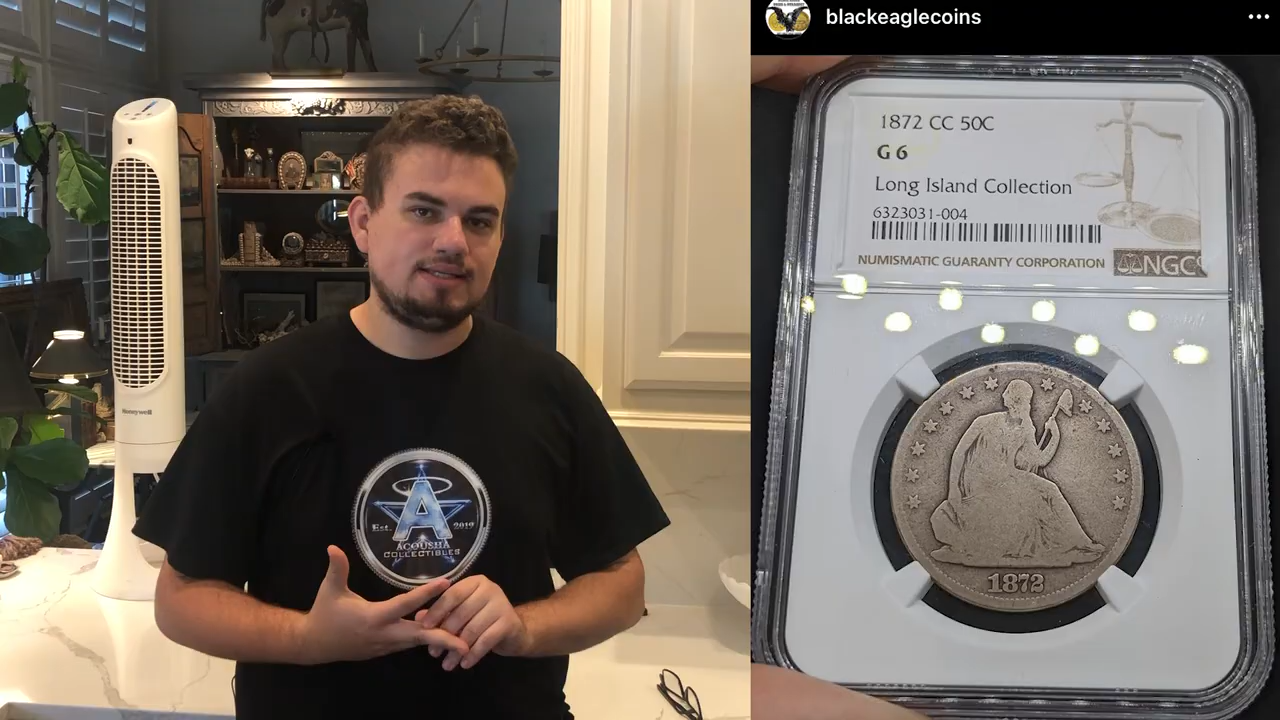 Honeywell
A
Est.
2019
ACOUSHA
COLLECTIBLES
blackeaglecoins
1872 CC 50C
G 6
Long Island Collection
6323031-004
NUMISMATIC GUARANTY CORPORATION
NGC
1872